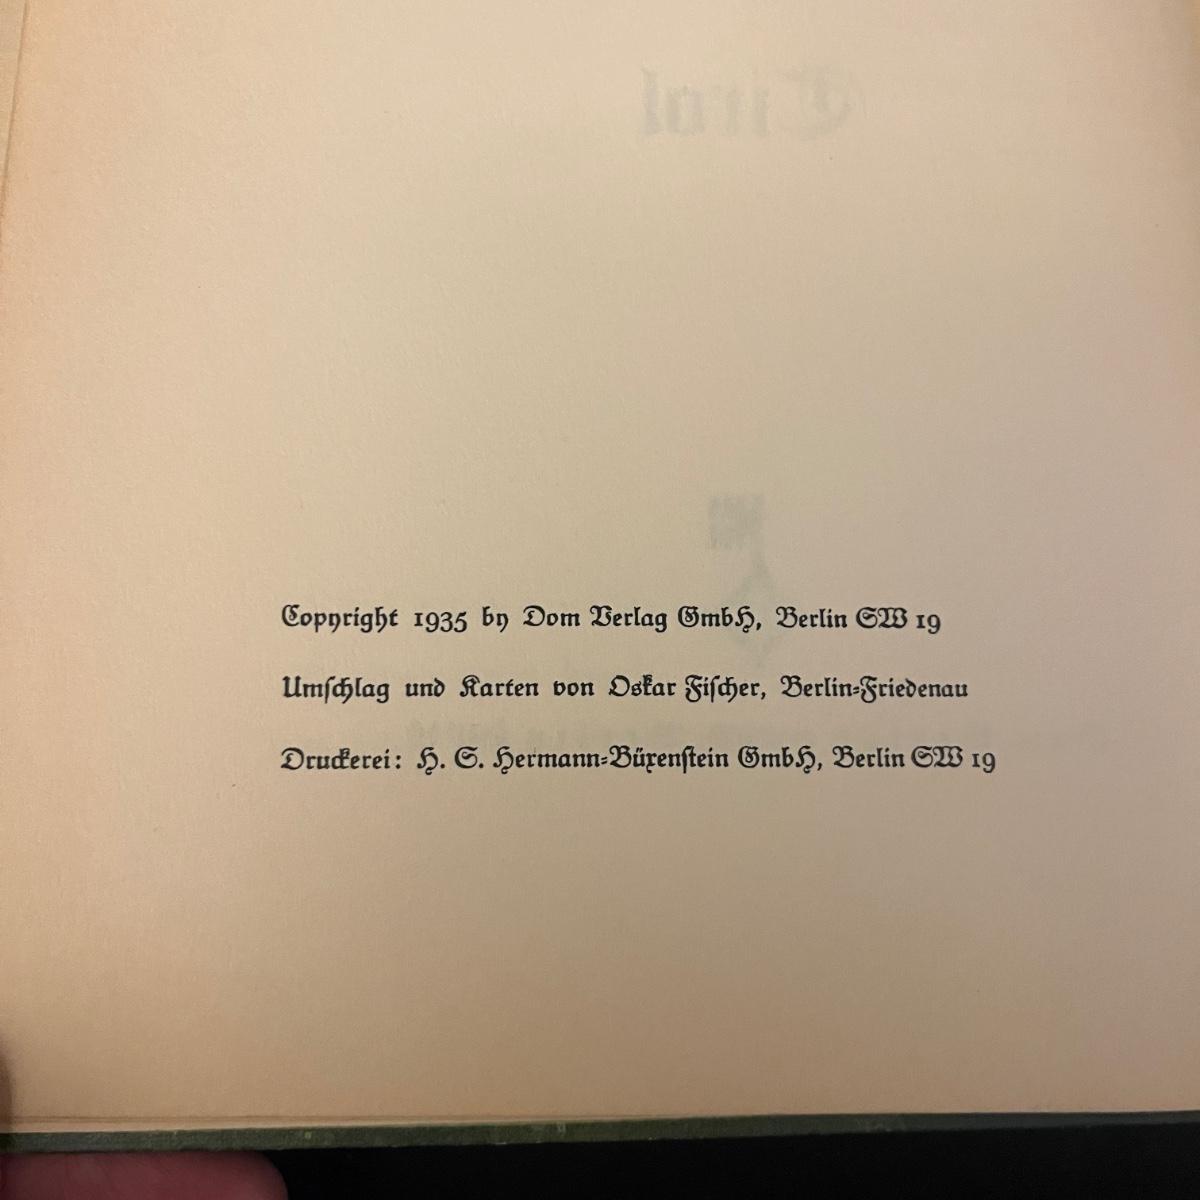 Tirol
Copyright 1935 by Dom Verlag GmbH, Berlin SW 19
Umſchlag und Karten von Oskar Fiſcher, Berlin-Friedenau
Druckerei: H. S. Hermann-Büxenſtein GmbH, Berlin SW 19